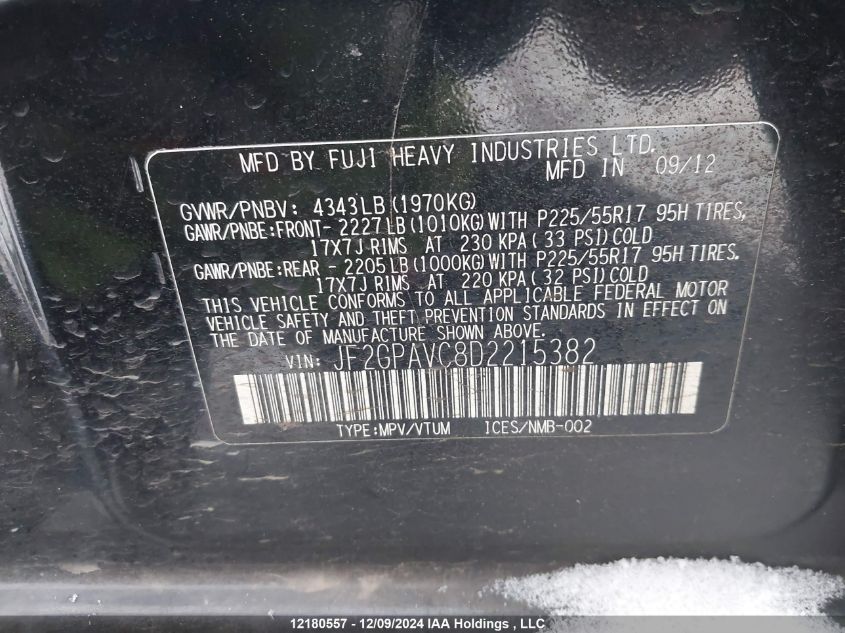 MFD BY FUJI HEAVY INDUSTRIES LTD.
MFD IN 09/12
GVWR/PNBV: 4343LB (1970KG)
GAWR/PNBE:FRONT- 2227LB (1010KG) WITH P225/55R17 95H TIRES,
17X7J RIMS AT 230 KPA ( 33 PSI) COLD
GAWR/PNBE:REAR - 2205LB (1000KG) WITH P225/55R17 95H TIRES.
17X7J RIMS AT 220 KPA ( 32 PSI) COLD
THIS VEHICLE CONFORMS TO ALL APPLICABLE FEDERAL MOTOR
VEHICLE SAFETY AND THEFT PREVENTION STANDARDS IN EFFECT ON
THE DATE OF MANUFACTURE SHOWN ABOVE.
VIN: JF2GPAVC8D2215382
TYPE:MPV/VTUM ICES/NMB-002
12180557 - 12/09/2024 IAA Holdings , LLC